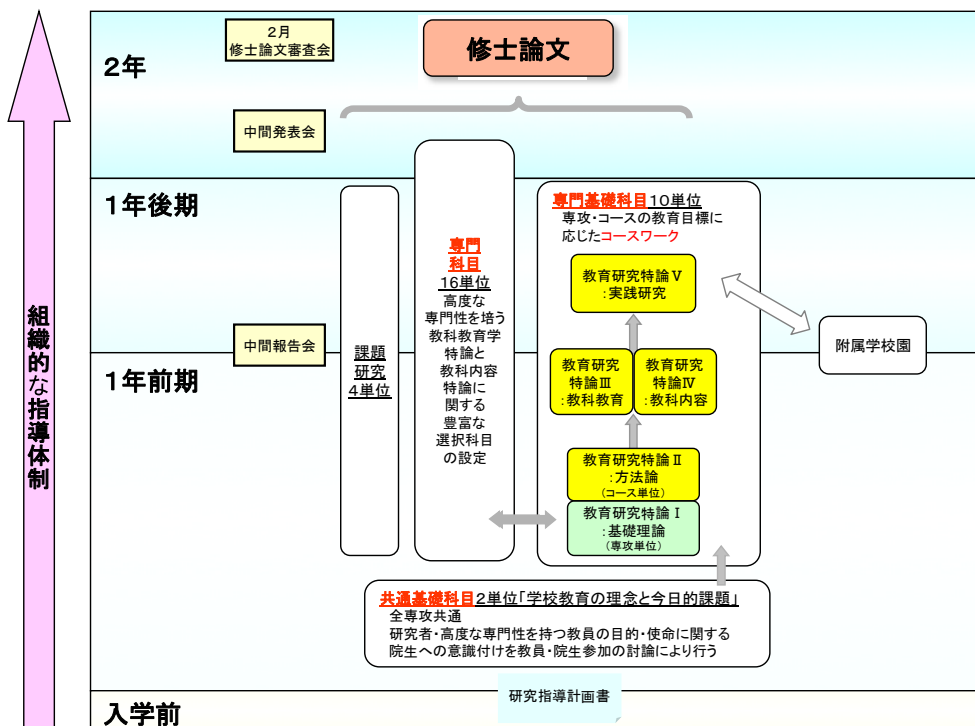 2月
修士論文審査会
修士論文
2年
中間発表会
1年後期
専門基礎科目10単位
専攻・コースの教育目標に
応じたコースワーク
専門
科目
16単位
高度な
専門性を培う
教科教育学
特論と
教科内容
特論に
関する
豊富な
選択科目
の設定
教育研究特論Ⅴ
:実践研究
組織的な指導体制
中間報告会
附属学校園
課題
研究
4単位
1年前期
教育研究
特論Ⅲ
:教科教育
教育研究
特論Ⅳ
:教科内容
教育研究特論Ⅱ
:方法論
(コース単位)
教育研究特論Ⅰ
:基礎理論
(専攻単位)
共通基礎科目2単位「学校教育の理念と今日的課題」
全専攻共通
研究者・高度な専門性を持つ教員の目的・使命に関する
院生への意識付けを教員・院生参加の討論により行う
研究指導計画書
入学前